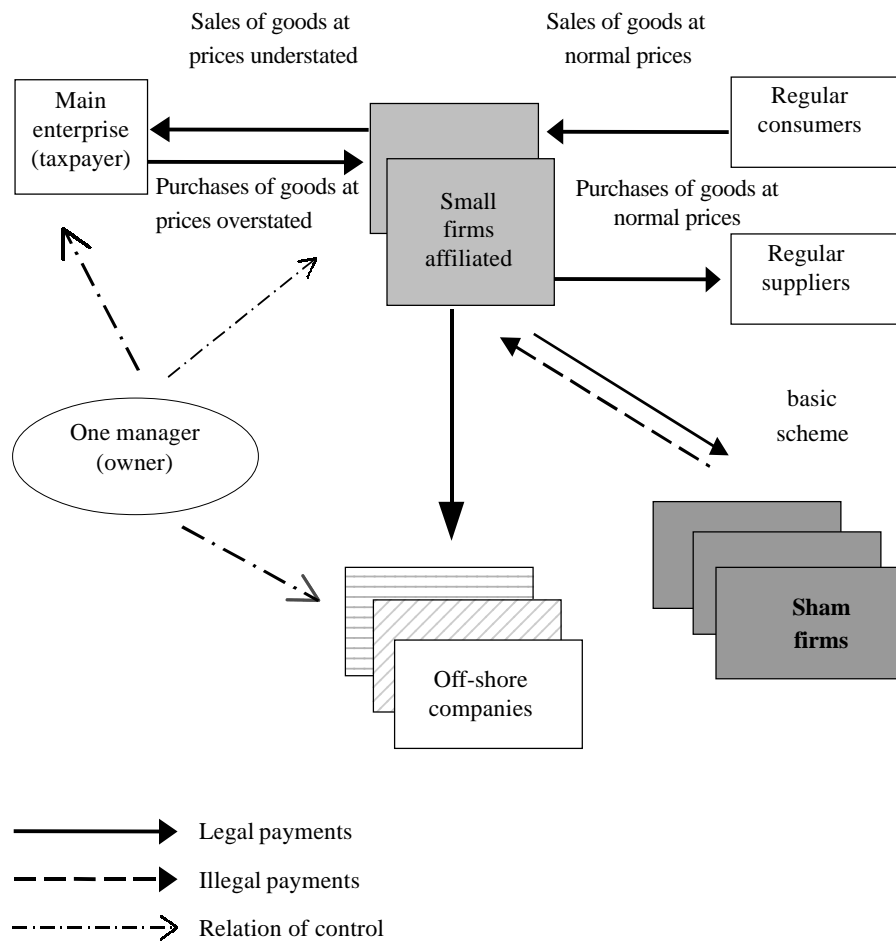 Sales of goods at
prices understated
Sales of goods at
normal prices
Main
enterprise
(taxpayer)
Regular
consumers
Purchases of goods at
prices overstated
Small
firms
affiliated
Purchases of goods at
normal prices
Regular
suppliers
One manager
(owner)
basic
scheme
Sham
firms
Off-shore
companies
Legal payments
Illegal payments
Relation of control